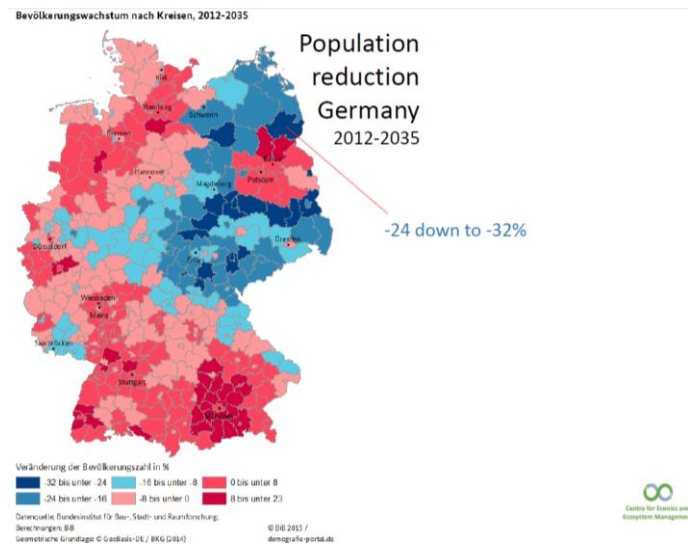 Bevölkerungswachstum nach Kreisen, 2012-2035
Population
reduction
Germany
2012-2035
Kiel
Schwerin
Hamburg
Bremen
Berlin
Hannover
Potsdam
Magdeburg
-24 down to -32%
Düsseldorf
Dresden
Erfurt
Wiesbaden
Mainz
Saarbrücken
Stuttgart
München
Veränderung der Bevölkerungszahl in %
-32 bis unter -24
-16 bis unter -8
0 bis unter 8
-24 bis unter -16
-8 bis unter 0
8 bis unter 23
Datenquelle: Bundesinstitut für Bau-, Stadt- und Raumforschung.
Berechnungen: BiB
© BiB 2015 /
Geometrische Grundlage: © GeoBasis-DE / BKG (2014)
demografie-portal.de
Centre for Econics and
Ecosystem Management